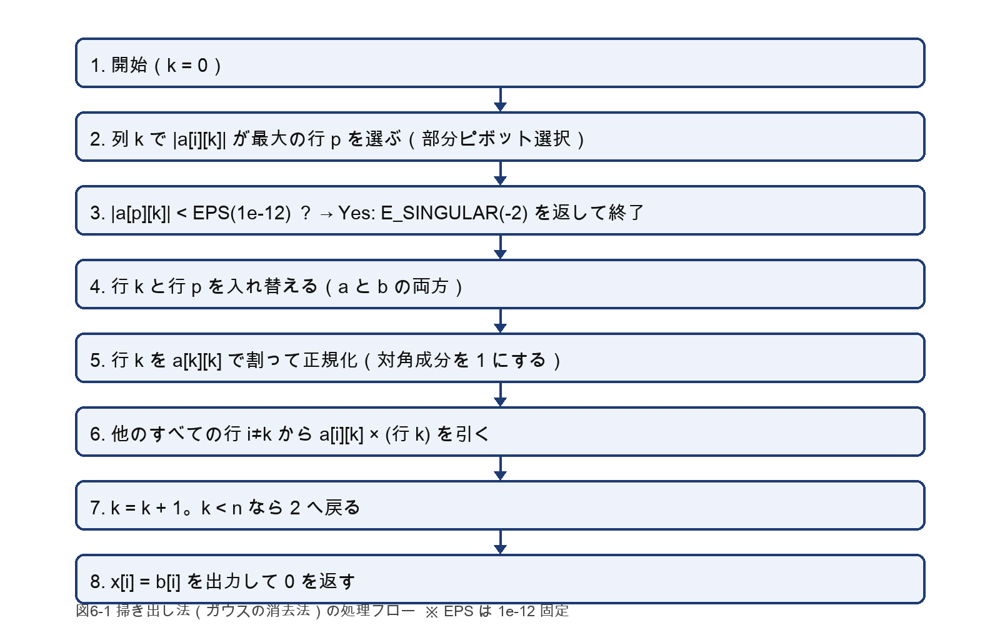 1. 開始（k = 0）
2. 列 k で |a[i][k]| が最大の行 p を選ぶ（部分ピボット選択）
3. |a[p][k]| < EPS(1e-12) ？→ Yes: E_SINGULAR(-2) を返して終了
4. 行 k と行 p を入れ替える（a と b の両方）
5. 行 k を a[k][k] で割って正規化（対角成分を 1 にする）
6. 他のすべての行 i≠k から a[i][k] × (行 k) を引く
7. k = k + 1。k < n なら 2 へ戻る
8. x[i] = b[i] を出力して 0 を返す
図6-1 掃き出し法（ガウスの消去法）の処理フロー ※ EPS は 1e-12 固定